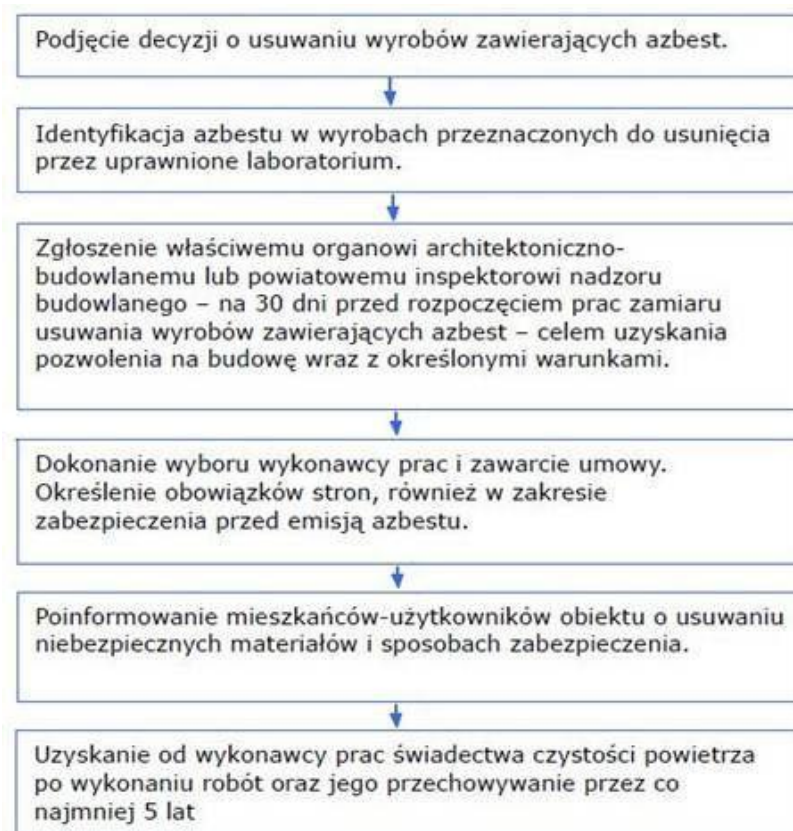 Podjęcie decyzji o usuwaniu wyrobów zawierających azbest.
Identyfikacja azbestu w wyrobach przeznaczonych do usunięcia
przez uprawnione laboratorium.
Zgłoszenie właściwemu organowi architektoniczno-
budowlanemu lub powiatowemu inspektorowi nadzoru
budowlanego – na 30 dni przed rozpoczęciem prac zamiaru
usuwania wyrobów zawierających azbest – celem uzyskania
pozwolenia na budowę wraz z określonymi warunkami.
Dokonanie wyboru wykonawcy prac i zawarcie umowy.
Określenie obowiązków stron, również w zakresie
zabezpieczenia przed emisją azbestu.
Poinformowanie mieszkańców-użytkowników obiektu o usuwaniu
niebezpiecznych materiałów i sposobach zabezpieczenia.
Uzyskanie od wykonawcy prac świadectwa czystości powietrza
po wykonaniu robót oraz jego przechowywanie przez co
najmniej 5 lat